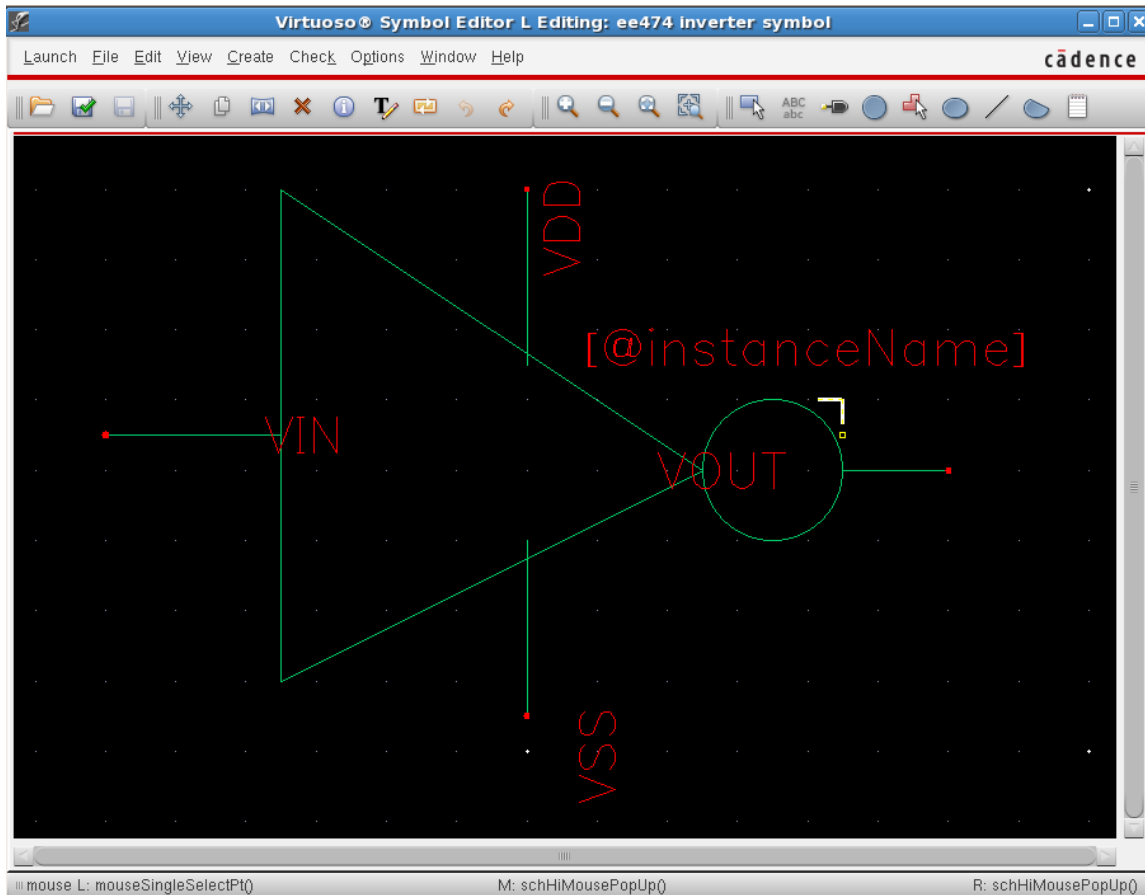 Virtuoso® Symbol Editor L Editing: ee474 inverter symbol
Launch File Edit View Create Check Options Window Help
cādence
T
ABC
abc
VDD
[@instanceName]
VIN
VOUT
VSS
mouse L: mouseSingleSelectPt()
M: schHiMousePopUp()
R: schHiMousePopUp()